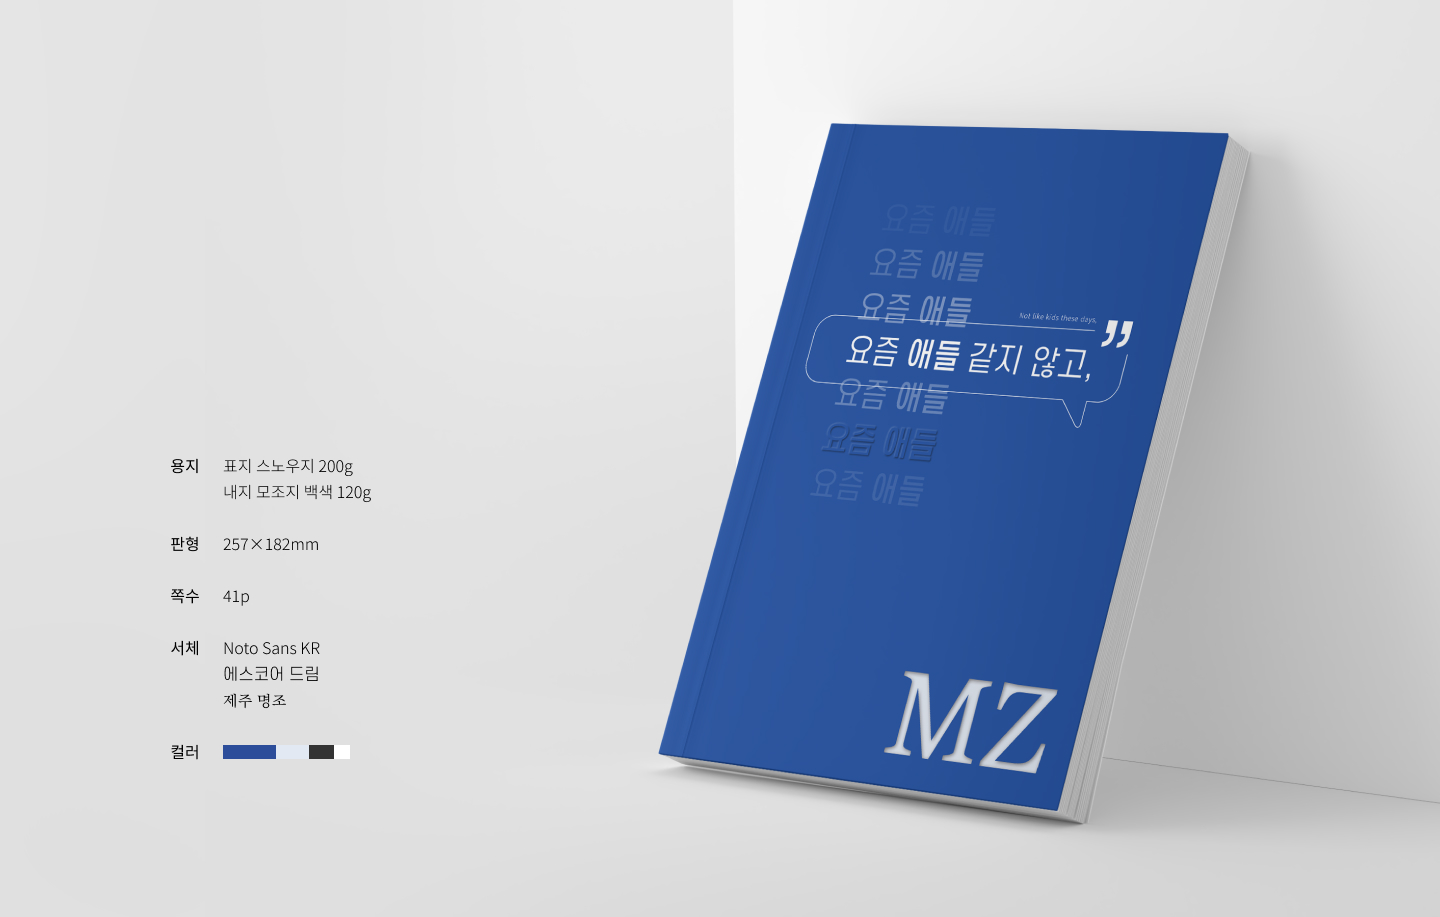 용지 표지 스노우지 200g
내지 모조지 백색 120g
판형 257×182mm
쪽수 41p
서체 Noto Sans KR
에스코어 드림
제주 명조
컬러
요즘 애들
요즘 애들
요즘 애들
Not like kids these days,
”
요즘 애들 같지 않고,
요즘 애들
요즘 애들
요즘 애들
MZ